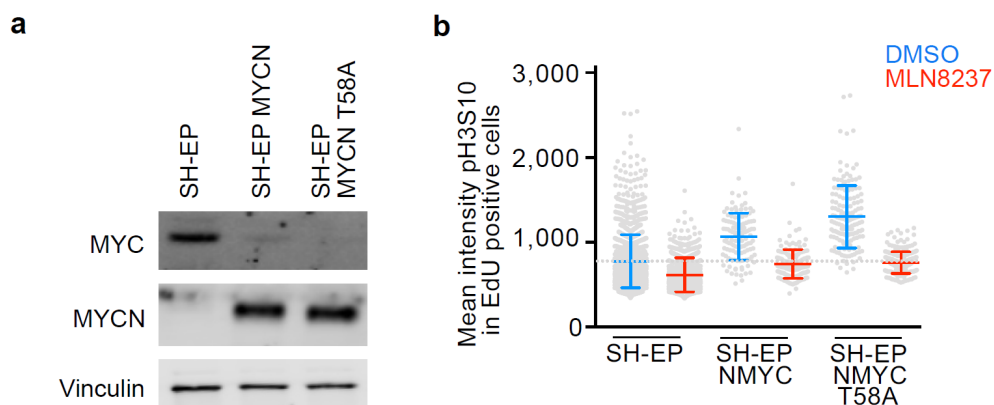 a
SH-EP
SH-EP MYCN
SH-EP
MYCN T58A
MYC
MYCN
Vinculin
b
DMSO
MLN8237
Mean intensity pH3S10
in EdU positive cells
3,000
2,000
1,000
0
SH-EP
SH-EP
NMYC
SH-EP
NMYC
T58A